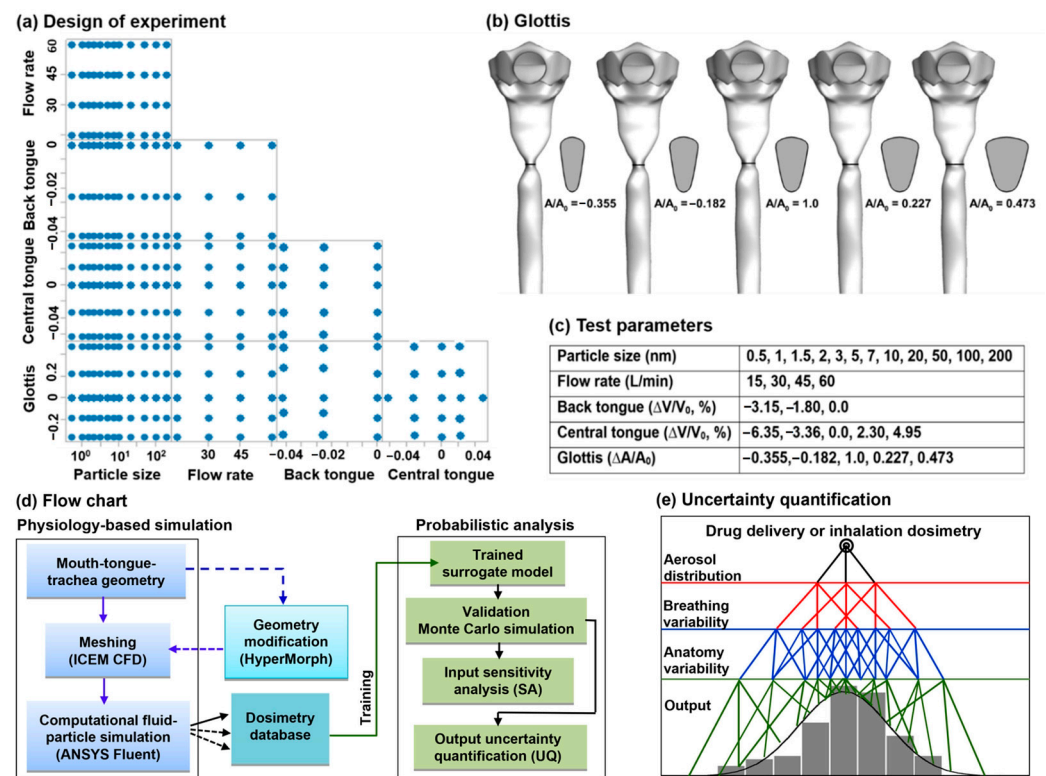 (a) Design of experiment
Flow rate
60
45
30
15
Back tongue
0
−0.02
−0.04
Central tongue
0
−0.04
Glottis
0.2
0
−0.2
10⁰ 10¹ 10²
30 45
−0.04 −0.02 0
−0.04 0 0.04
Particle size
Flow rate
Back tongue
Central tongue
(b) Glottis
A/A₀ = −0.355
A/A₀ = −0.182
A/A₀ = 1.0
A/A₀ = 0.227
A/A₀ = 0.473
(c) Test parameters
Particle size (nm) 0.5, 1, 1.5, 2, 3, 5, 7, 10, 20, 50, 100, 200
Flow rate (L/min) 15, 30, 45, 60
Back tongue (ΔV/V₀, %) −3.15, −1.80, 0.0
Central tongue (ΔV/V₀, %) −6.35, −3.36, 0.0, 2.30, 4.95
Glottis (ΔA/A₀) −0.355,−0.182, 1.0, 0.227, 0.473
(d) Flow chart
Physiology-based simulation
Mouth-tongue-
trachea geometry
Meshing
(ICEM CFD)
Geometry
modification
(HyperMorph)
Computational fluid-
particle simulation
(ANSYS Fluent)
Dosimetry
database
Training
Probabilistic analysis
Trained
surrogate model
Validation
Monte Carlo simulation
Input sensitivity
analysis (SA)
Output uncertainty
quantification (UQ)
(e) Uncertainty quantification
Drug delivery or inhalation dosimetry
Aerosol
distribution
Breathing
variability
Anatomy
variability
Output